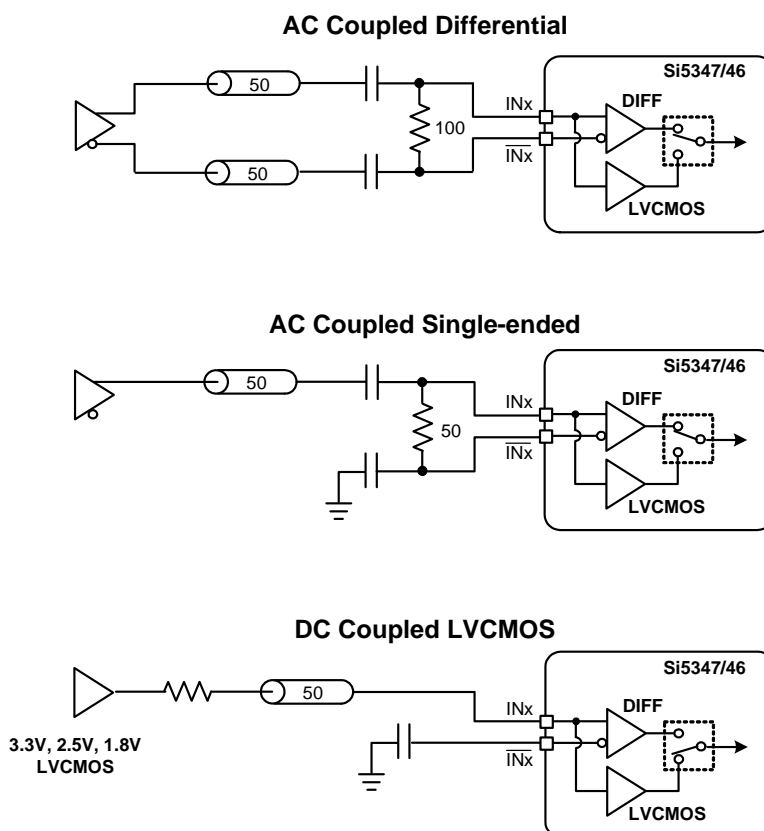 AC Coupled Differential
Si5347/46
50
INx
DIFF
100
INx
50
LVCMOS
AC Coupled Single-ended
Si5347/46
50
INx
DIFF
50
INx
LVCMOS
DC Coupled LVCMOS
Si5347/46
50
INx
DIFF
3.3V, 2.5V, 1.8V
LVCMOS
INx
LVCMOS